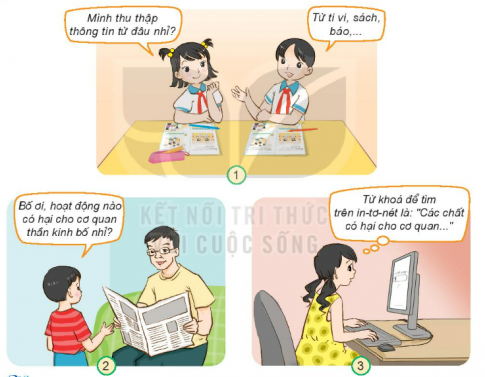 Mình thu thập
thông tin từ đâu nhỉ?
Từ ti vi, sách,
báo,...
1
KẾT NỐI TRI THỨC
CUỘC SỐNG
Bố ơi, hoạt động nào
có hại cho cơ quan
thần kinh bố nhỉ?
2
Từ khoá để tìm
trên in-tơ-nét là: "Các chất
có hại cho cơ quan..."
3